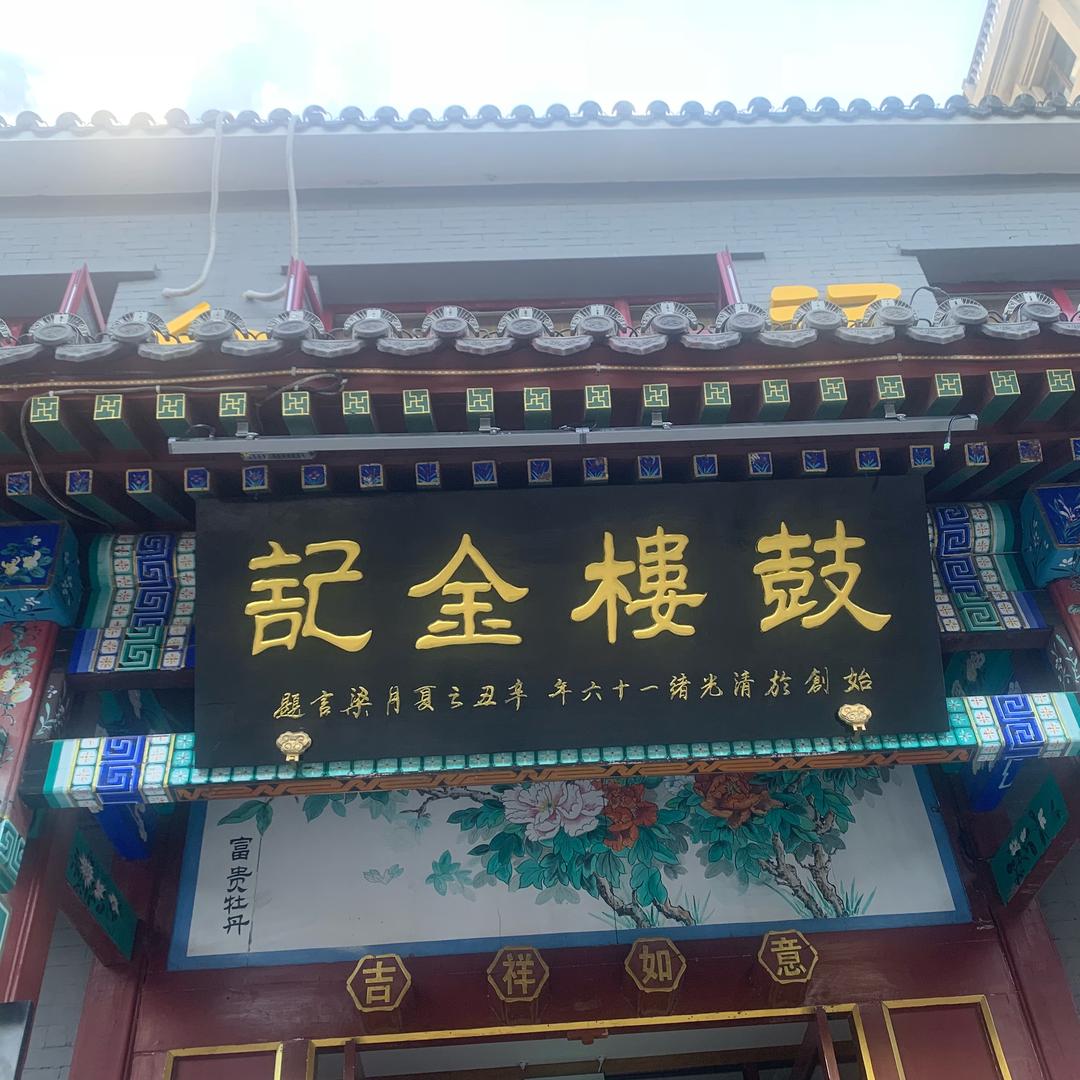 鼓樓金記
始創於清光緒一十六年 辛丑之夏月梁言題
富贵牡丹
吉祥如意